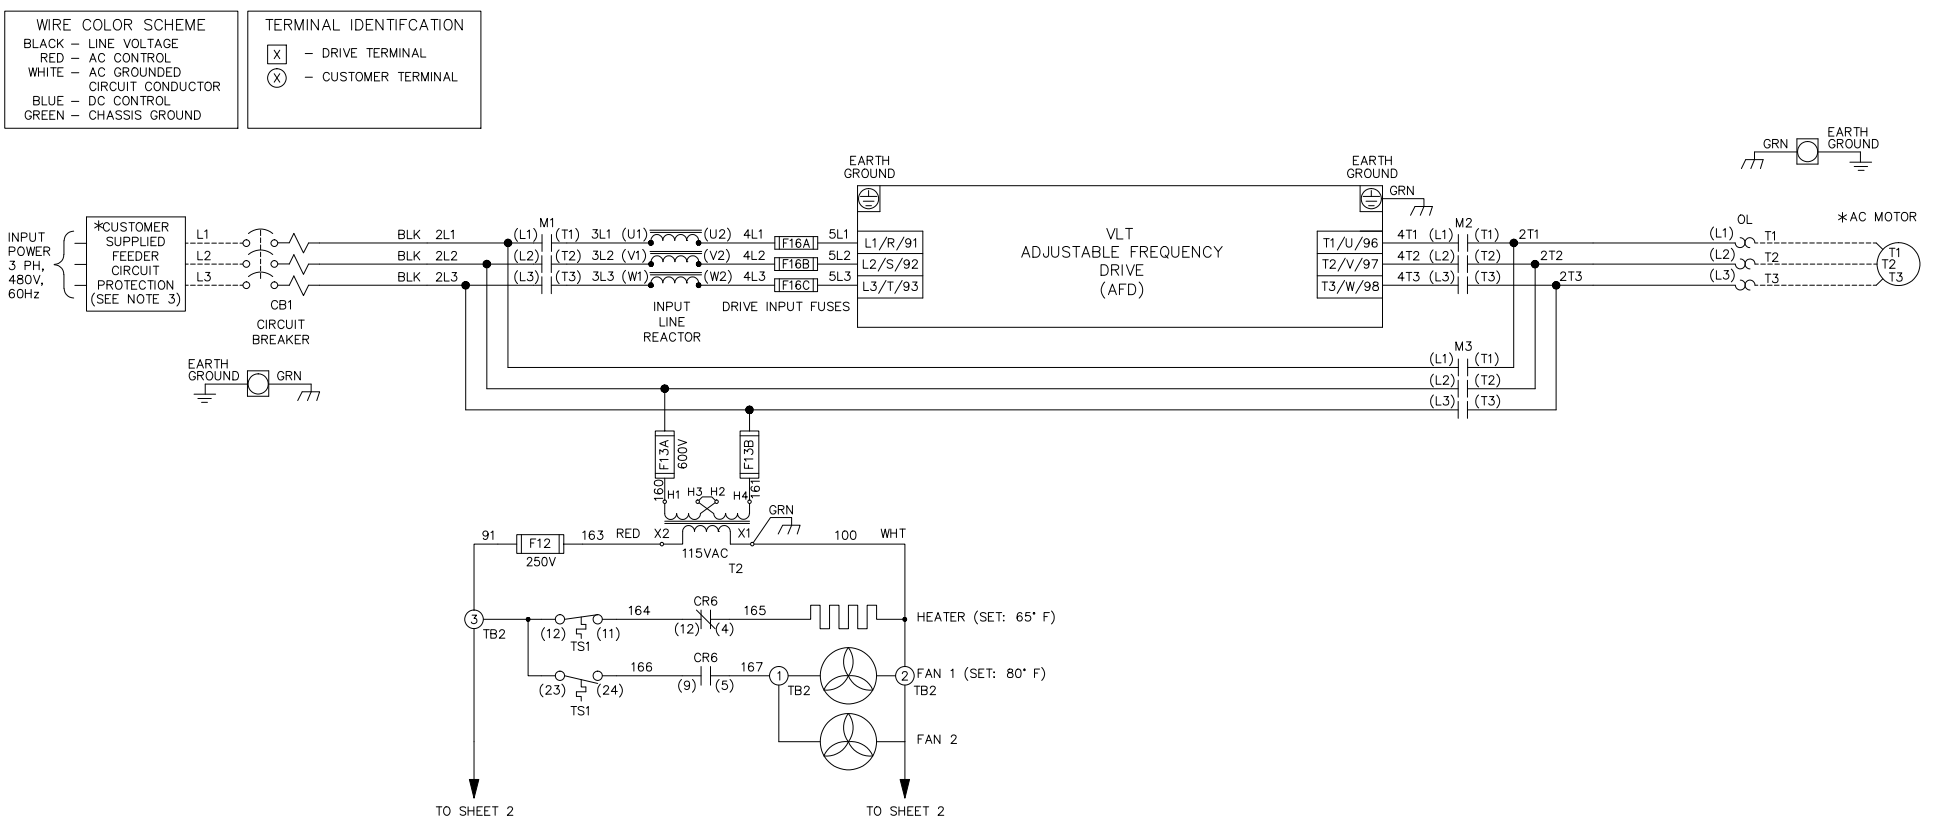 WIRE COLOR SCHEME
BLACK – LINE VOLTAGE
RED – AC CONTROL
WHITE – AC GROUNDED
CIRCUIT CONDUCTOR
BLUE – DC CONTROL
GREEN – CHASSIS GROUND
TERMINAL IDENTIFCATION
X – DRIVE TERMINAL
X – CUSTOMER TERMINAL
INPUT
POWER
3 PH,
480V,
60Hz
*CUSTOMER
SUPPLIED
FEEDER
CIRCUIT
PROTECTION
(SEE NOTE 3)
L1
L2
L3
CB1
CIRCUIT
BREAKER
EARTH
GROUND
GRN
BLK 2L1
BLK 2L2
BLK 2L3
M1
(L1) (T1) 3L1 (U1) (U2) 4L1 F16A 5L1
(L2) (T2) 3L2 (V1) (V2) 4L2 F16B 5L2
(L3) (T3) 3L3 (W1) (W2) 4L3 F16C 5L3
INPUT
LINE
REACTOR
DRIVE INPUT FUSES
EARTH
GROUND
L1/R/91
L2/S/92
L3/T/93
VLT
ADJUSTABLE FREQUENCY
DRIVE
(AFD)
EARTH
GROUND
GRN
T1/U/96
T2/V/97
T3/W/98
M2
4T1 (L1) (T1) 2T1
4T2 (L2) (T2) 2T2
4T3 (L3) (T3) 2T3
OL
(L1) T1
(L2) T2
(L3) T3
*AC MOTOR
T1
T2
T3
GRN
EARTH
GROUND
M3
(L1) (T1)
(L2) (T2)
(L3) (T3)
F13A
600V
F13B
160
161
H1 H3 H2 H4
GRN
91 F12 163 RED X2 X1 100 WHT
250V
115VAC
T2
3
TB2
(12) (11)
TS1
164
CR6
(12) (4)
165
HEATER (SET: 65° F)
(23) (24)
TS1
166
CR6
(9) (5)
167
1
TB2
2
TB2
FAN 1 (SET: 80° F)
FAN 2
TO SHEET 2
TO SHEET 2